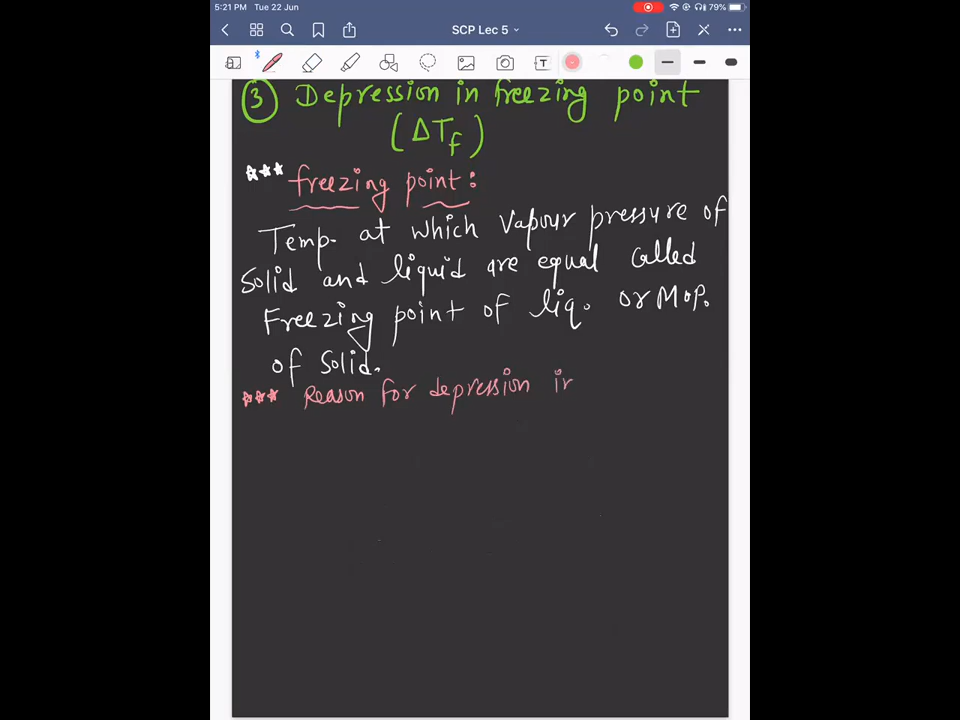 5:21 PM Tue 22 Jun
79%
SCP Lec 5
T
3 Depression in freezing point
(ΔTf)
*** freezing point:
Temp. at which Vapour pressure of
Solid and liquid are equal called
Freezing point of liq. or M.P.
of Solid.
*** Reason for depression in